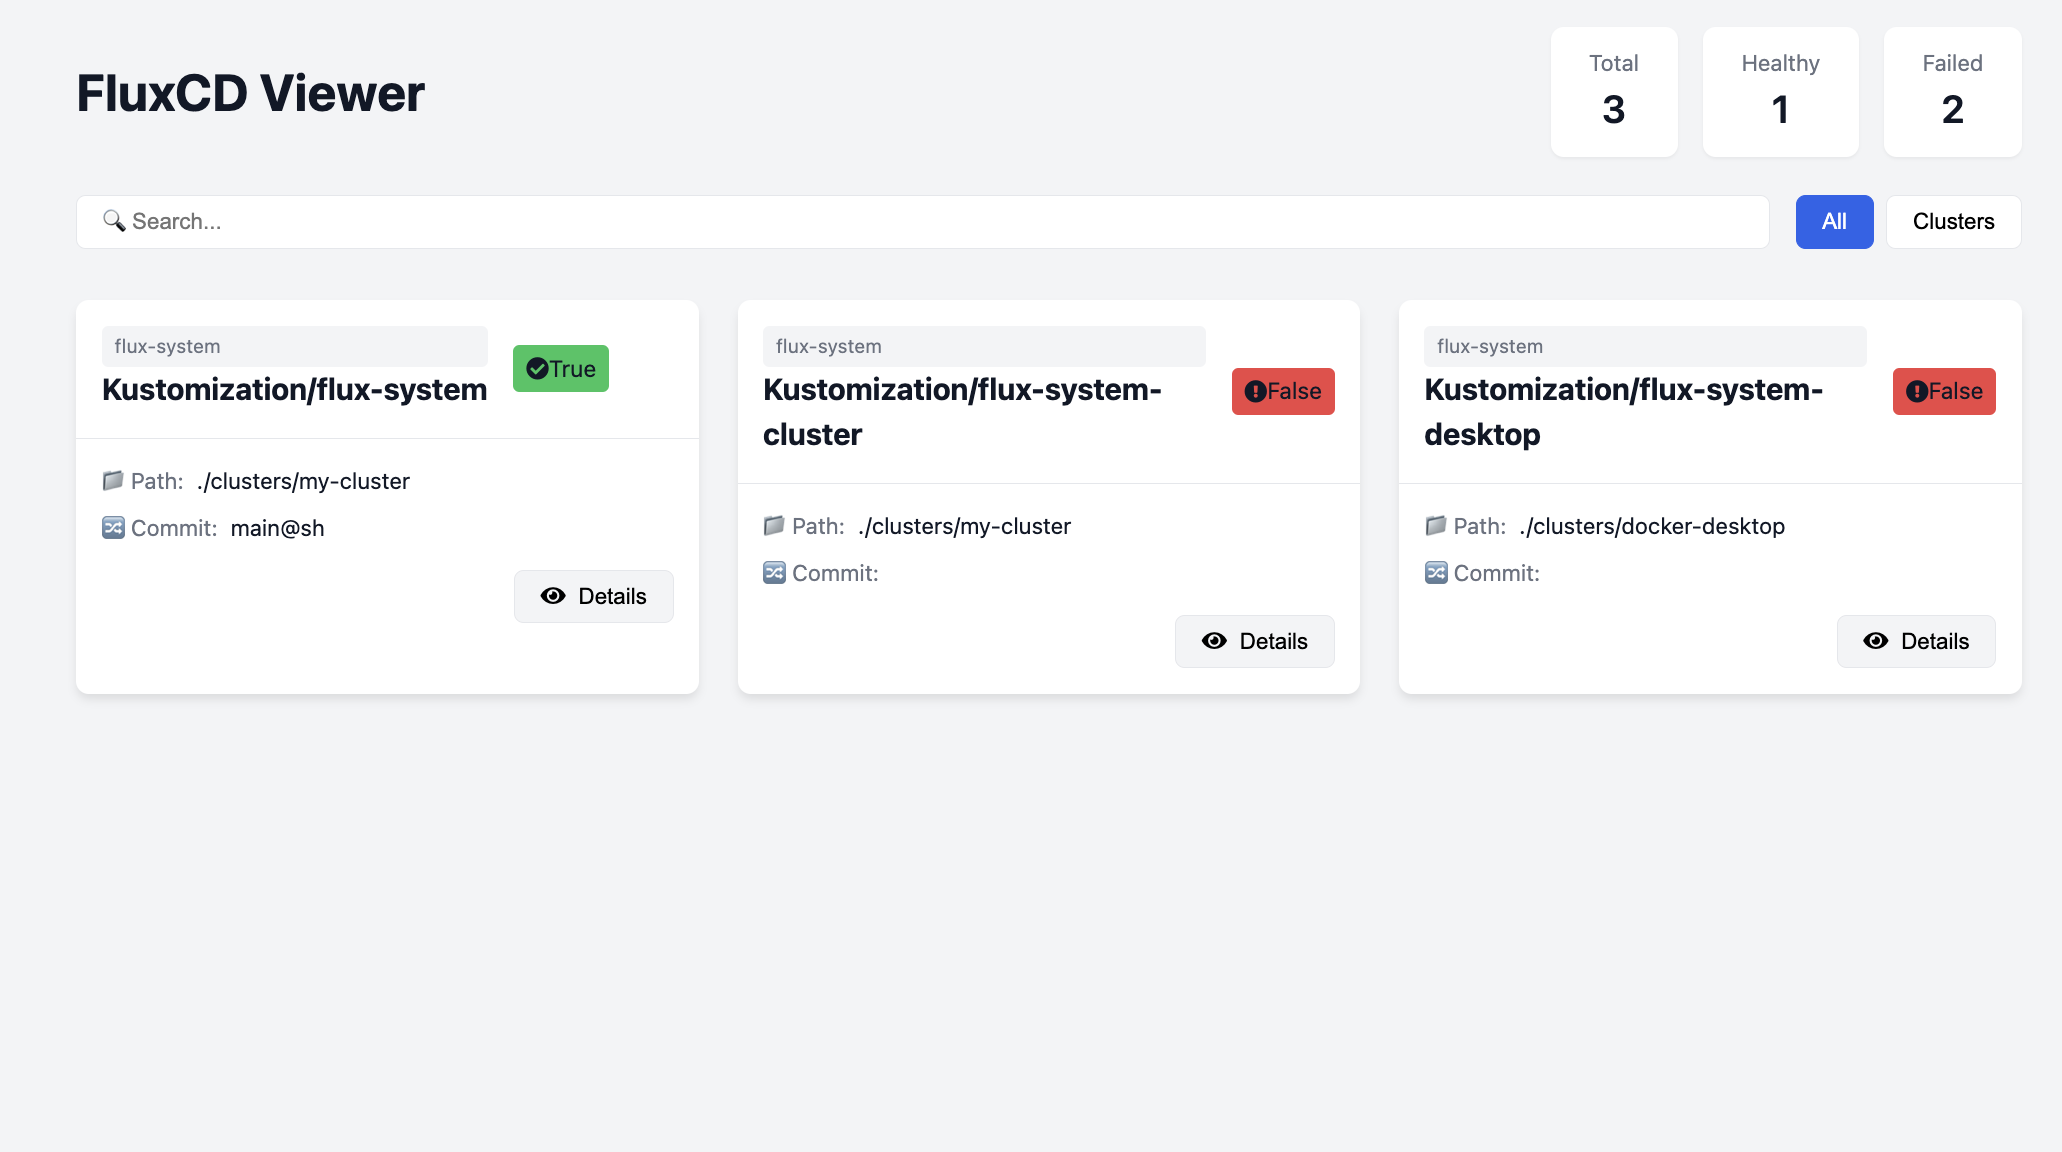 FluxCD Viewer
Total
3
Healthy
1
Failed
2
Search...
All
Clusters
flux-system
Kustomization/flux-system
True
Path: ./clusters/my-cluster
Commit: main@sh
Details
flux-system
Kustomization/flux-system-
cluster
False
Path: ./clusters/my-cluster
Commit:
Details
flux-system
Kustomization/flux-system-
desktop
False
Path: ./clusters/docker-desktop
Commit:
Details